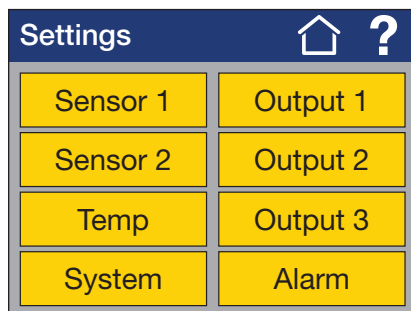 Settings ?
Sensor 1 Output 1
Sensor 2 Output 2
Temp Output 3
System Alarm